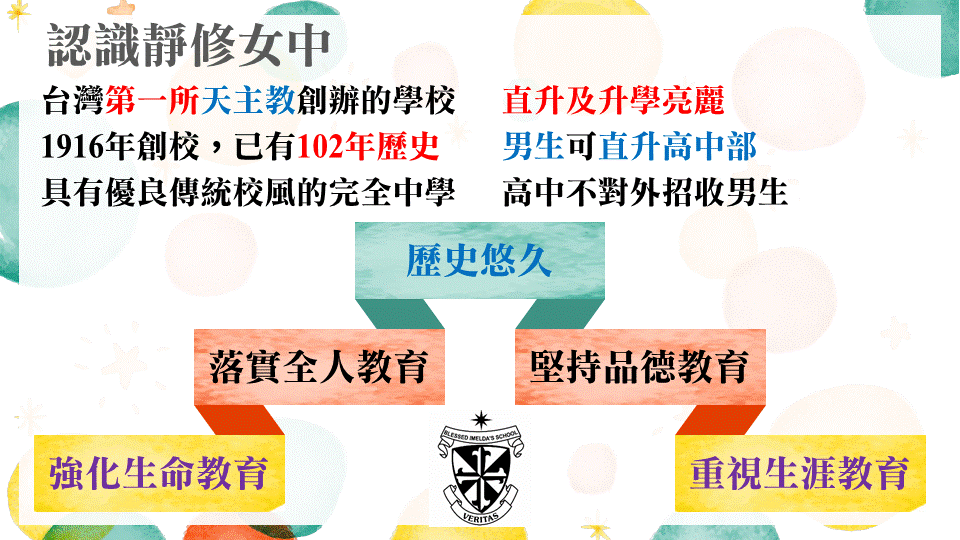 認識靜修女中
台灣第一所天主教創辦的學校
1916年創校，已有102年歷史
具有優良傳統校風的完全中學
直升及升學亮麗
男生可直升高中部
高中不對外招收男生
歷史悠久
落實全人教育
堅持品德教育
強化生命教育
重視生涯教育
BLESSED IMELDA'S SCHOOL
VERITAS